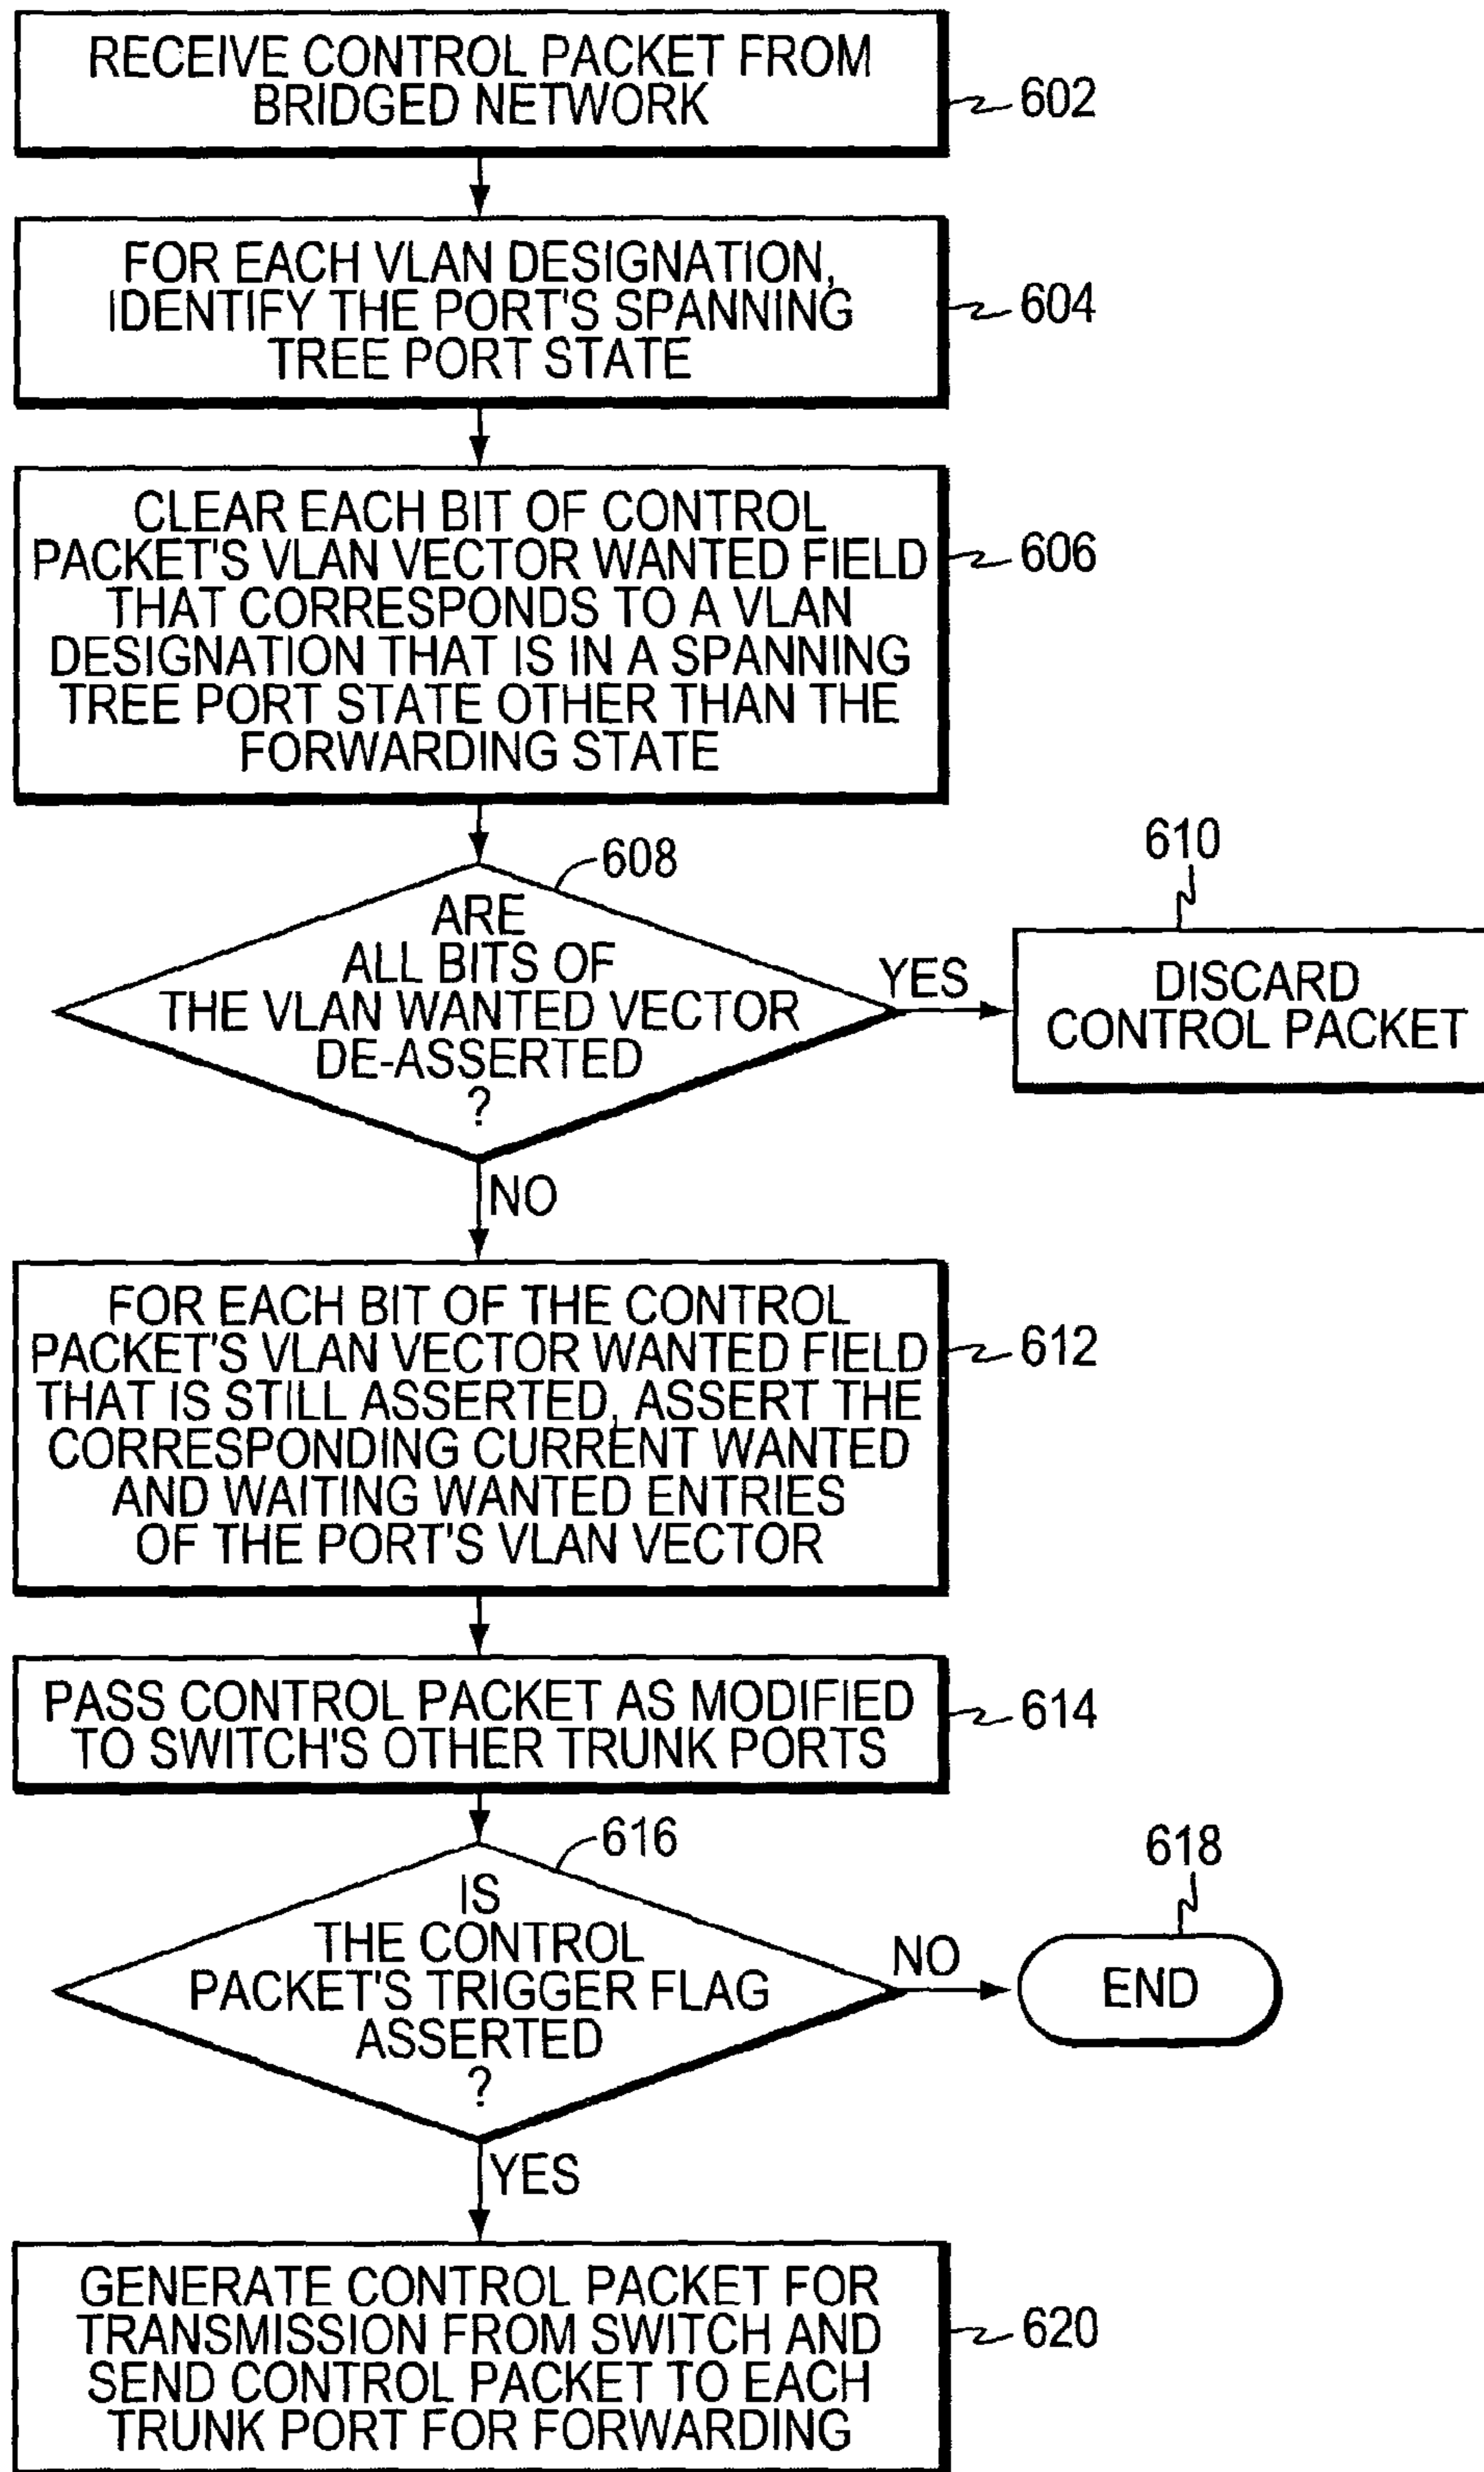 RECEIVE CONTROL PACKET FROM
BRIDGED NETWORK
602
FOR EACH VLAN DESIGNATION,
IDENTIFY THE PORT'S SPANNING
TREE PORT STATE
604
CLEAR EACH BIT OF CONTROL
PACKET'S VLAN VECTOR WANTED FIELD
THAT CORRESPONDS TO A VLAN
DESIGNATION THAT IS IN A SPANNING
TREE PORT STATE OTHER THAN THE
FORWARDING STATE
606
608
ARE
ALL BITS OF
THE VLAN WANTED VECTOR
DE-ASSERTED
?
YES
610
DISCARD
CONTROL PACKET
NO
FOR EACH BIT OF THE CONTROL
PACKET'S VLAN VECTOR WANTED FIELD
THAT IS STILL ASSERTED, ASSERT THE
CORRESPONDING CURRENT WANTED
AND WAITING WANTED ENTRIES
OF THE PORT'S VLAN VECTOR
612
PASS CONTROL PACKET AS MODIFIED
TO SWITCH'S OTHER TRUNK PORTS
614
616
IS
THE CONTROL
PACKET'S TRIGGER FLAG
ASSERTED
?
NO
618
END
YES
GENERATE CONTROL PACKET FOR
TRANSMISSION FROM SWITCH AND
SEND CONTROL PACKET TO EACH
TRUNK PORT FOR FORWARDING
620